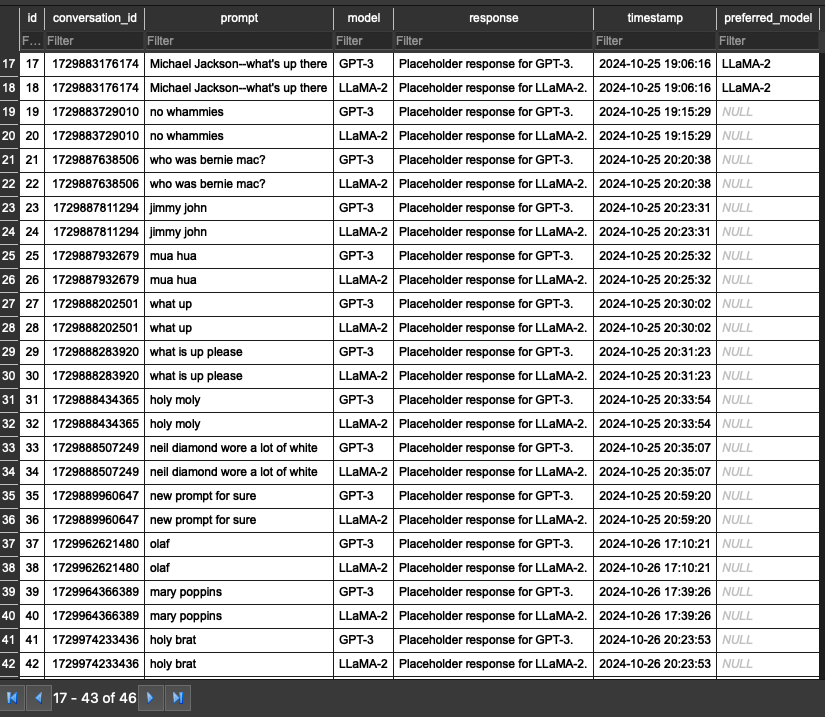 id conversation_id prompt model response timestamp preferred_model
F... Filter Filter Filter Filter Filter Filter
17 17 1729883176174 Michael Jackson--what's up there GPT-3 Placeholder response for GPT-3. 2024-10-25 19:06:16 LLaMA-2
18 18 1729883176174 Michael Jackson--what's up there LLaMA-2 Placeholder response for LLaMA-2. 2024-10-25 19:06:16 LLaMA-2
19 19 1729883729010 no whammies GPT-3 Placeholder response for GPT-3. 2024-10-25 19:15:29 NULL
20 20 1729883729010 no whammies LLaMA-2 Placeholder response for LLaMA-2. 2024-10-25 19:15:29 NULL
21 21 1729887638506 who was bernie mac? GPT-3 Placeholder response for GPT-3. 2024-10-25 20:20:38 NULL
22 22 1729887638506 who was bernie mac? LLaMA-2 Placeholder response for LLaMA-2. 2024-10-25 20:20:38 NULL
23 23 1729887811294 jimmy john GPT-3 Placeholder response for GPT-3. 2024-10-25 20:23:31 NULL
24 24 1729887811294 jimmy john LLaMA-2 Placeholder response for LLaMA-2. 2024-10-25 20:23:31 NULL
25 25 1729887932679 mua hua GPT-3 Placeholder response for GPT-3. 2024-10-25 20:25:32 NULL
26 26 1729887932679 mua hua LLaMA-2 Placeholder response for LLaMA-2. 2024-10-25 20:25:32 NULL
27 27 1729888202501 what up GPT-3 Placeholder response for GPT-3. 2024-10-25 20:30:02 NULL
28 28 1729888202501 what up LLaMA-2 Placeholder response for LLaMA-2. 2024-10-25 20:30:02 NULL
29 29 1729888283920 what is up please GPT-3 Placeholder response for GPT-3. 2024-10-25 20:31:23 NULL
30 30 1729888283920 what is up please LLaMA-2 Placeholder response for LLaMA-2. 2024-10-25 20:31:23 NULL
31 31 1729888434365 holy moly GPT-3 Placeholder response for GPT-3. 2024-10-25 20:33:54 NULL
32 32 1729888434365 holy moly LLaMA-2 Placeholder response for LLaMA-2. 2024-10-25 20:33:54 NULL
33 33 1729888507249 neil diamond wore a lot of white GPT-3 Placeholder response for GPT-3. 2024-10-25 20:35:07 NULL
34 34 1729888507249 neil diamond wore a lot of white LLaMA-2 Placeholder response for LLaMA-2. 2024-10-25 20:35:07 NULL
35 35 1729889960647 new prompt for sure GPT-3 Placeholder response for GPT-3. 2024-10-25 20:59:20 NULL
36 36 1729889960647 new prompt for sure LLaMA-2 Placeholder response for LLaMA-2. 2024-10-25 20:59:20 NULL
37 37 1729962621480 olaf GPT-3 Placeholder response for GPT-3. 2024-10-26 17:10:21 NULL
38 38 1729962621480 olaf LLaMA-2 Placeholder response for LLaMA-2. 2024-10-26 17:10:21 NULL
39 39 1729964366389 mary poppins GPT-3 Placeholder response for GPT-3. 2024-10-26 17:39:26 NULL
40 40 1729964366389 mary poppins LLaMA-2 Placeholder response for LLaMA-2. 2024-10-26 17:39:26 NULL
41 41 1729974233436 holy brat GPT-3 Placeholder response for GPT-3. 2024-10-26 20:23:53 NULL
42 42 1729974233436 holy brat LLaMA-2 Placeholder response for LLaMA-2. 2024-10-26 20:23:53 NULL
17 - 43 of 46